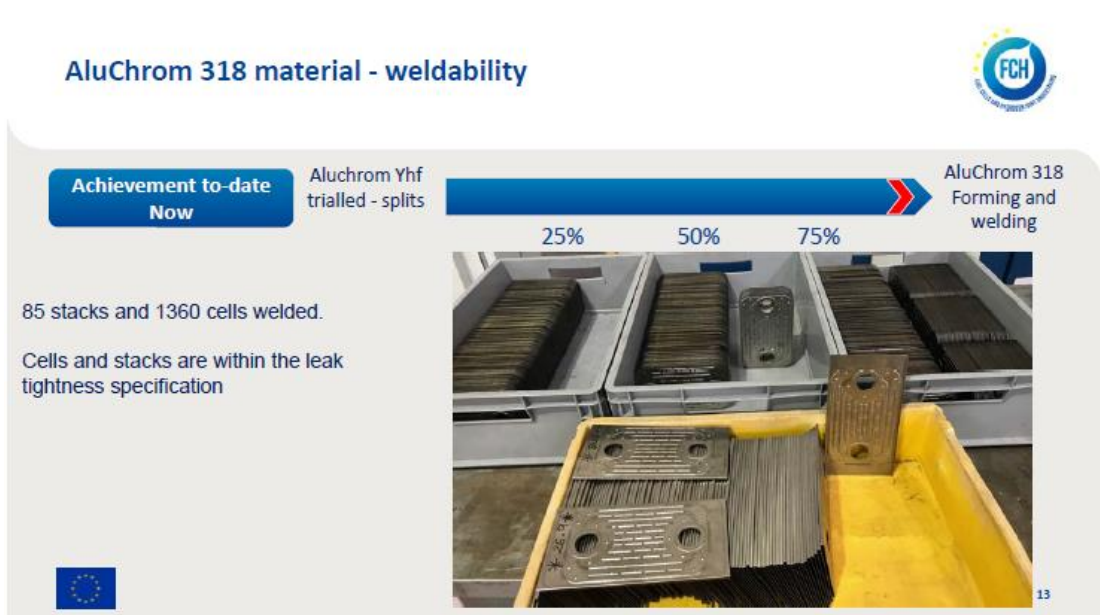 AluChrom 318 material - weldability
FCH
Achievement to-date
Now
Aluchrom Yhf
trialled - splits
AluChrom 318
Forming and
welding
25% 50% 75%
85 stacks and 1360 cells welded.
Cells and stacks are within the leak
tightness specification
13